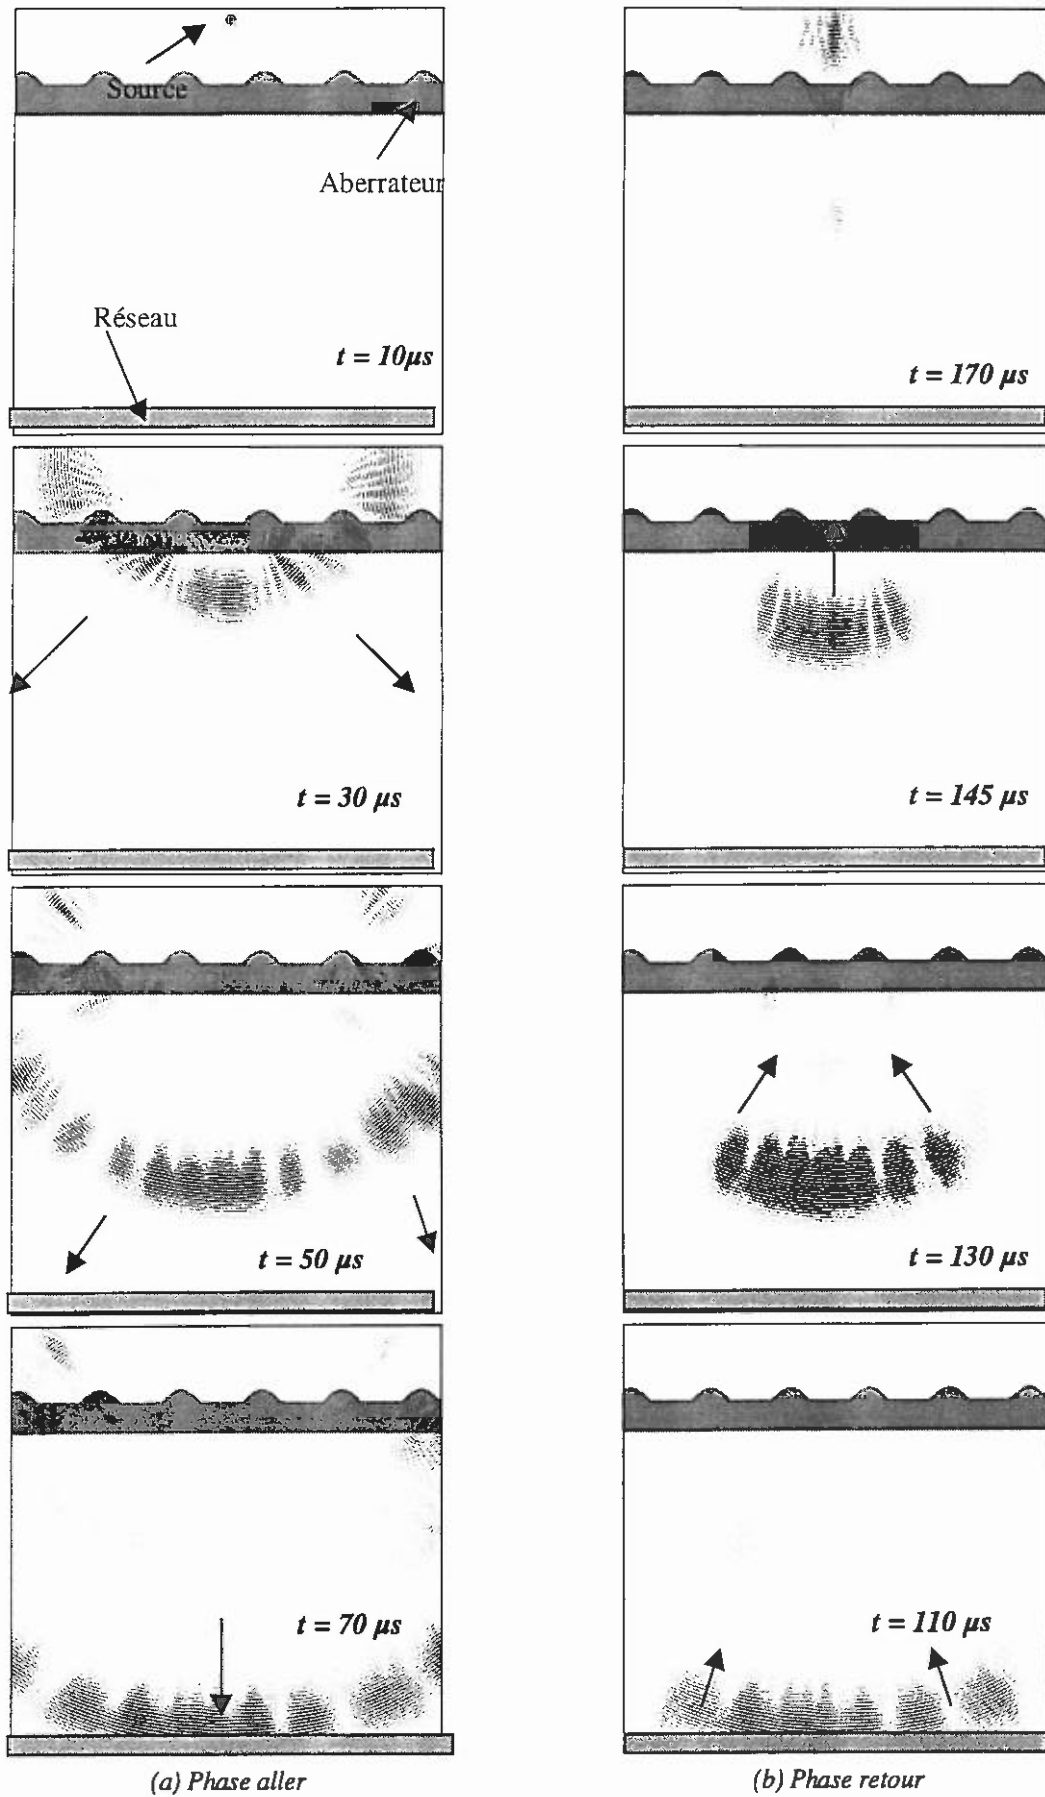 Source
Aberrateur
Réseau
t = 10µs
t = 30 µs
t = 50 µs
t = 70 µs
(a) Phase aller
t = 170 µs
t = 145 µs
t = 130 µs
t = 110 µs
(b) Phase retour